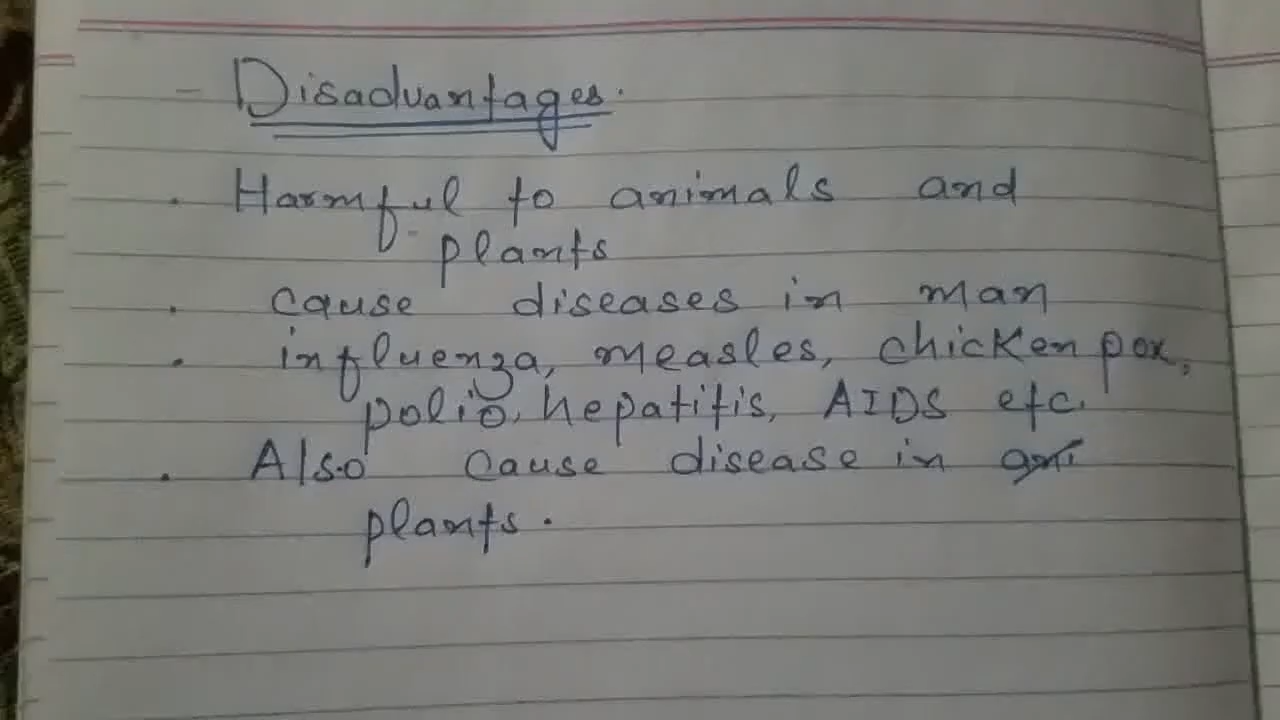 - Disadvantages.
. Harmful to animals and
plants
. cause diseases in man
. influenza, measles, chicken pox,
polio, hepatitis, AIDS etc.
. Also cause disease in
plants.